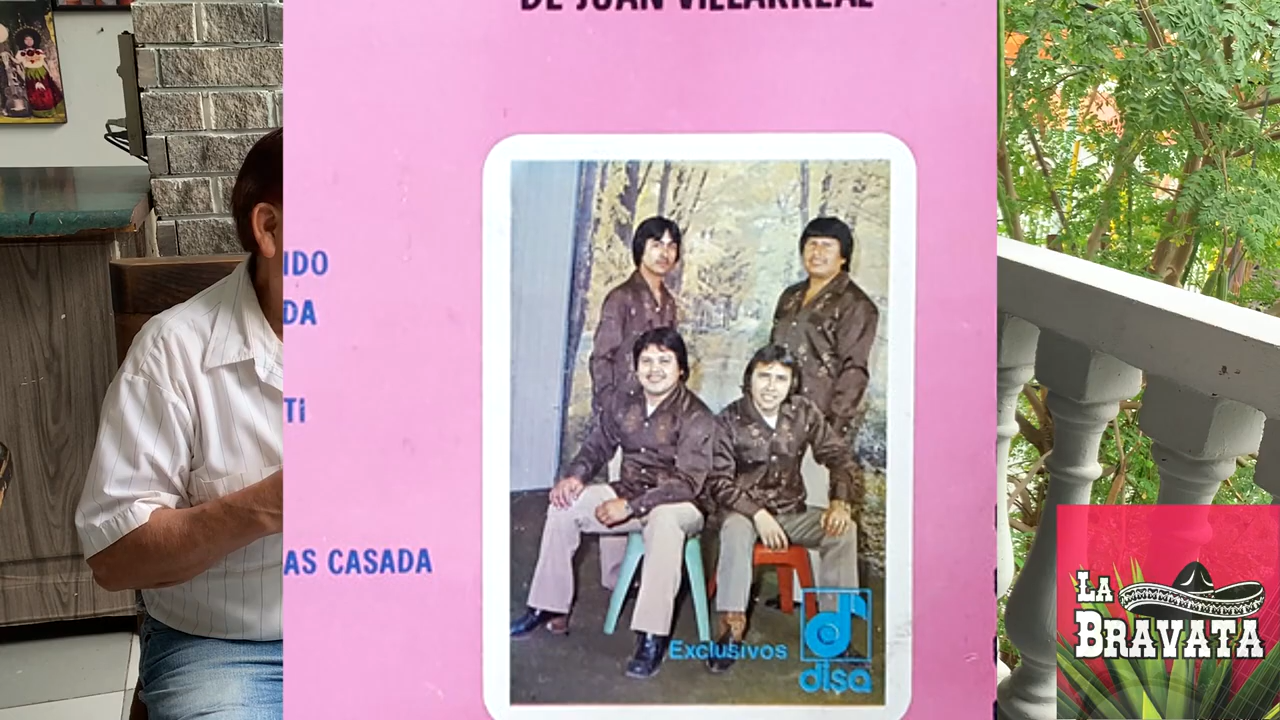 DE JUAN VILLARREAL
IDO
DA
Ti
AS CASADA
Exclusivos
disa
LA
BRAVATA